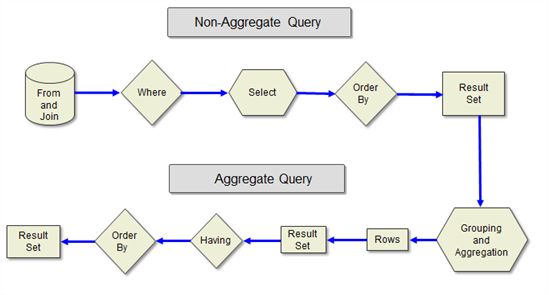 Non-Aggregate Query
From
and
Join
Where
Select
Order
By
Result
Set
Aggregate Query
Grouping
and
Aggregation
Rows
Result
Set
Having
Order
By
Result
Set